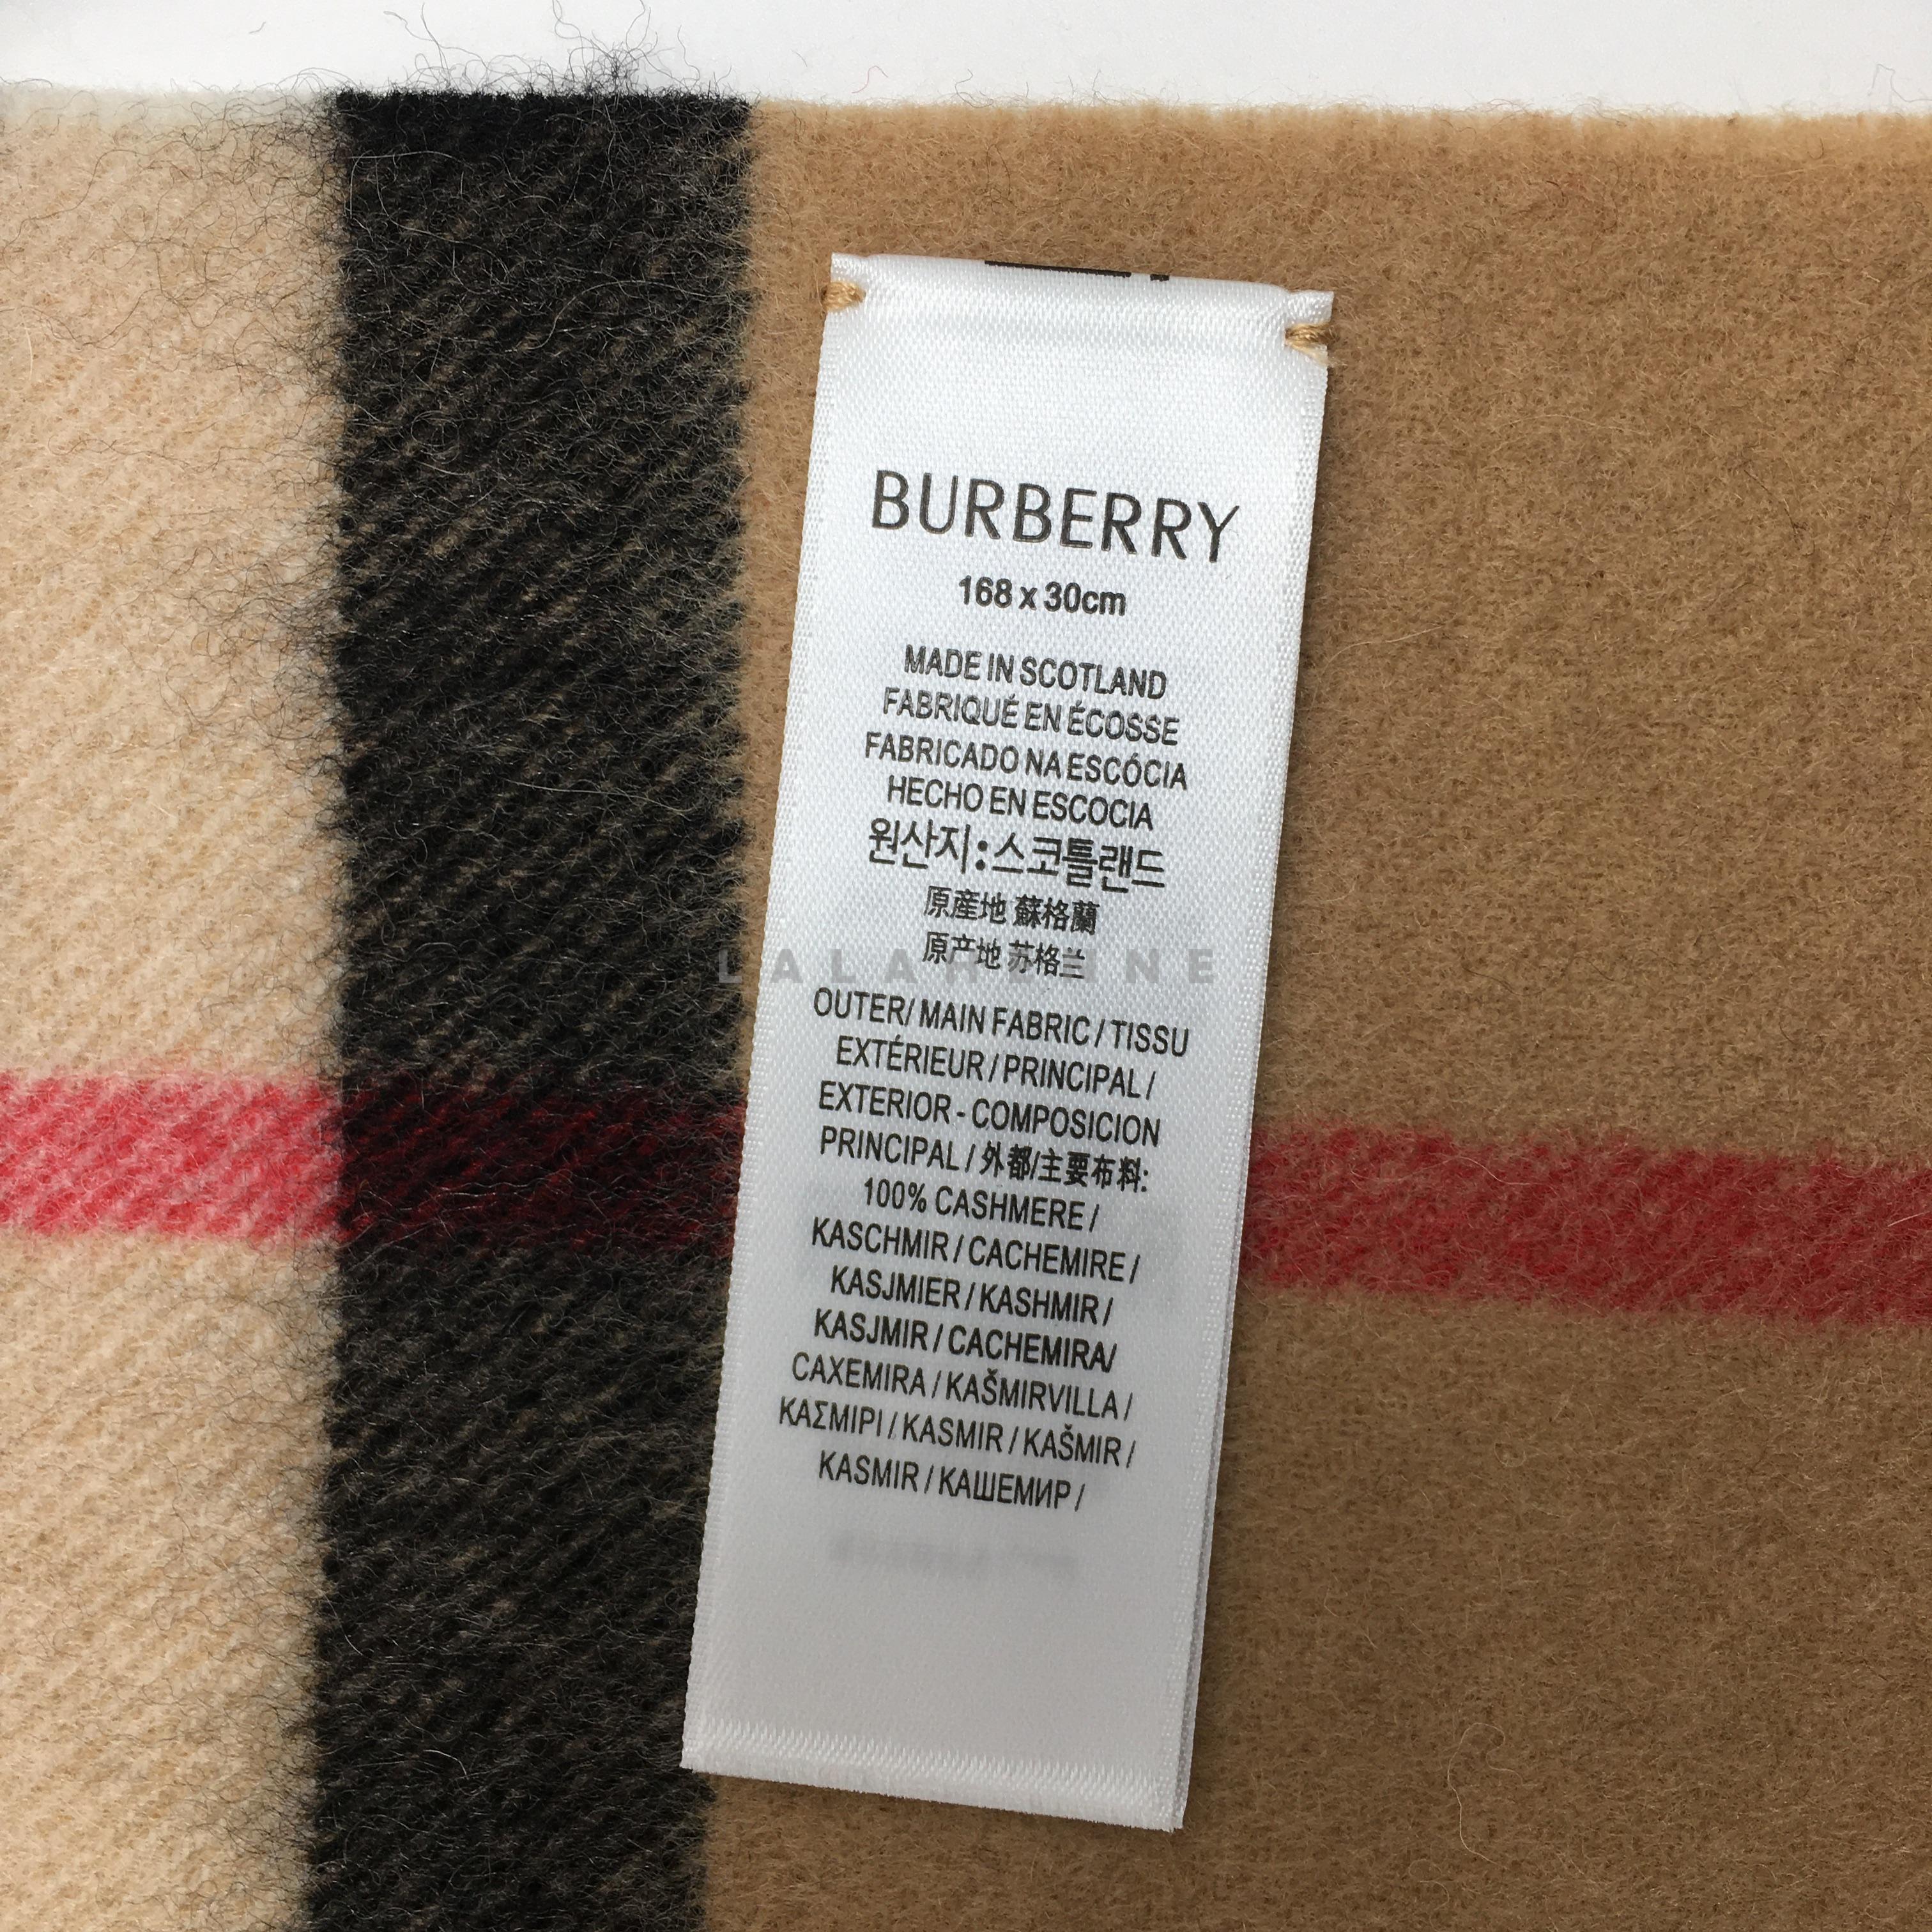 BURBERRY
168 x 30cm
MADE IN SCOTLAND
FABRIQUÉ EN ÉCOSSE
FABRICADO NA ESCÓCIA
HECHO EN ESCOCIA
원산지:스코틀랜드
原產地 蘇格蘭
原产地 苏格兰
OUTER/ MAIN FABRIC / TISSU
EXTÉRIEUR / PRINCIPAL /
EXTERIOR - COMPOSICION
PRINCIPAL / 外都/主要布料:
100% CASHMERE /
KASCHMIR / CACHEMIRE /
KASJMIER / KASHMIR /
KASJMIR / CACHEMIRA/
CAXEMIRA / KAŠMIRVILLA /
ΚΑΣΜΙΡΙ / KASMIR / KAŠMIR /
KASMIR / КАШЕМИР /